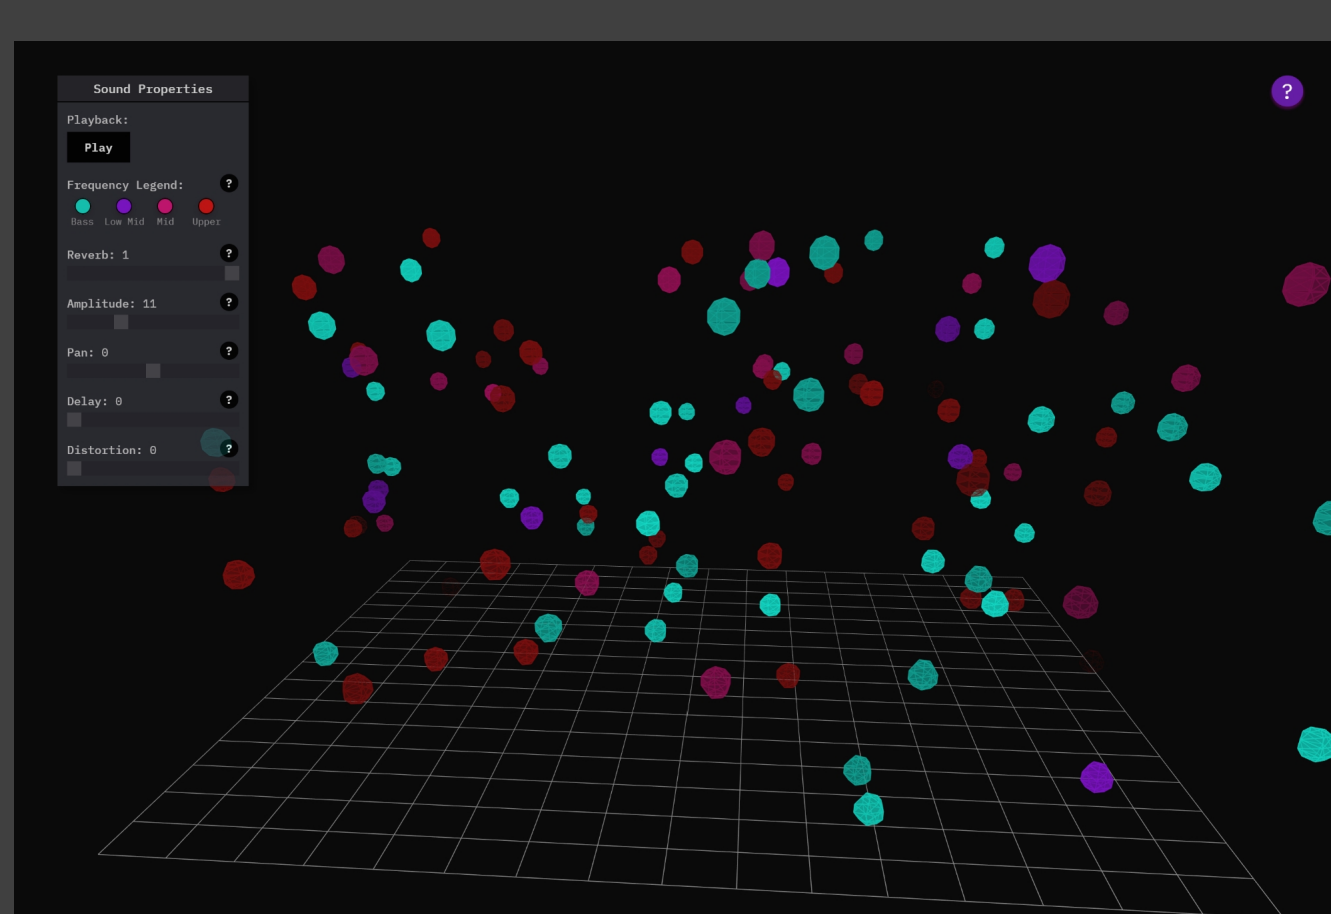 Sound Properties
?
Playback:
Play
Frequency Legend: ?
Bass Low Mid Mid Upper
Reverb: 1 ?
Amplitude: 11 ?
Pan: 0 ?
Delay: 0 ?
Distortion: 0 ?